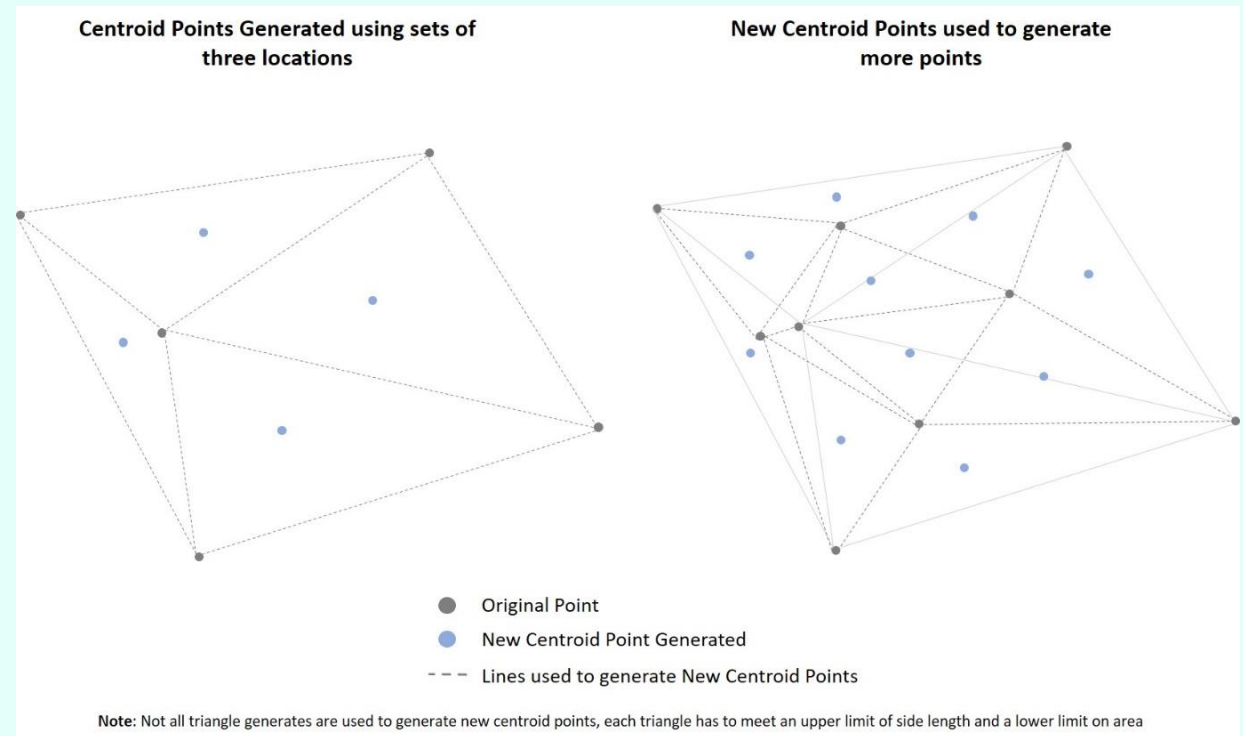 Centroid Points Generated using sets of
three locations
New Centroid Points used to generate
more points
Original Point
New Centroid Point Generated
Lines used to generate New Centroid Points
Note: Not all triangle generates are used to generate new centroid points, each triangle has to meet an upper limit of side length and a lower limit on area